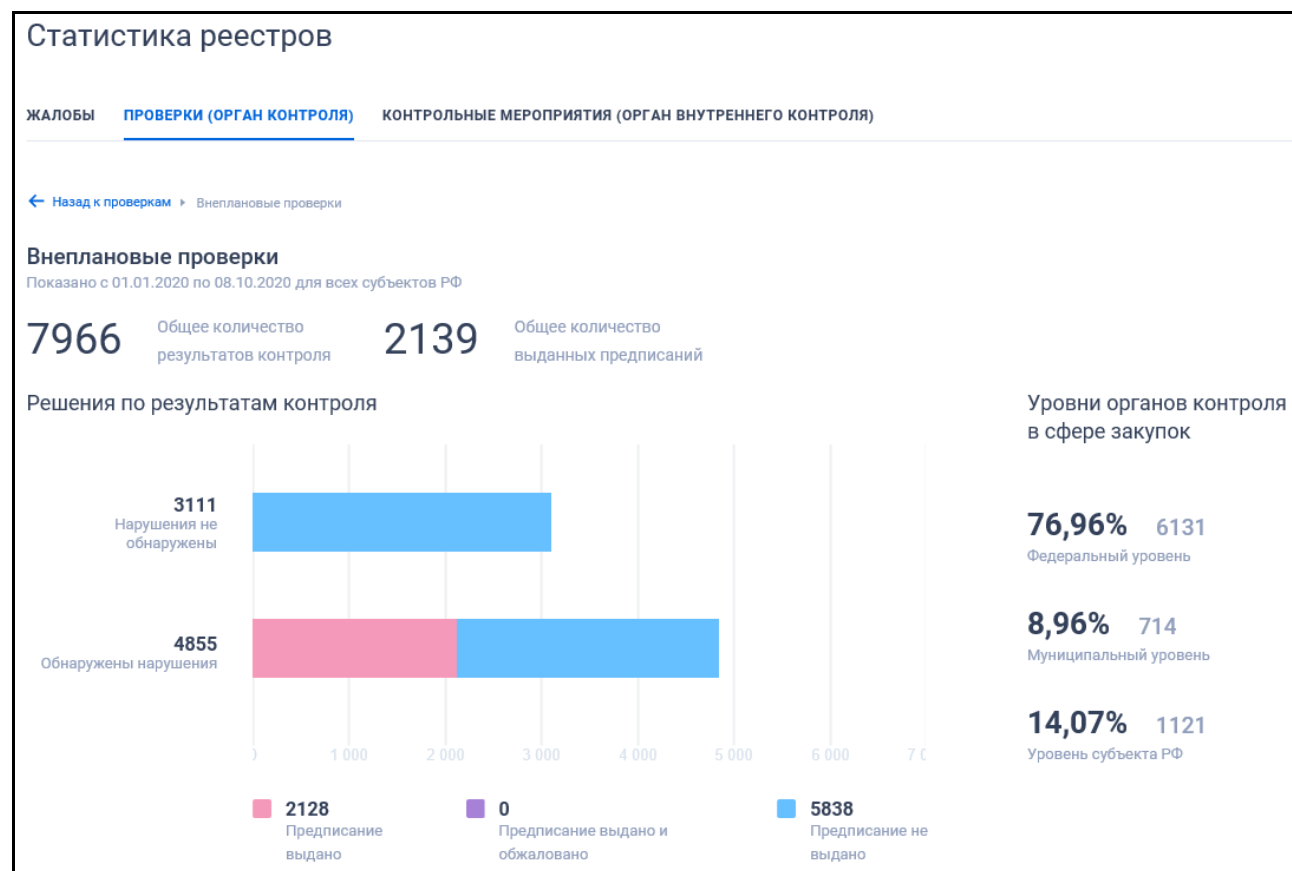 Статистика реестров
ЖАЛОБЫ ПРОВЕРКИ (ОРГАН КОНТРОЛЯ) КОНТРОЛЬНЫЕ МЕРОПРИЯТИЯ (ОРГАН ВНУТРЕННЕГО КОНТРОЛЯ)
Назад к проверкам Внеплановые проверки
Внеплановые проверки
Показано с 01.01.2020 по 08.10.2020 для всех субъектов РФ
7966
Общее количество
результатов контроля
2139
Общее количество
выданных предписаний
Решения по результатам контроля
3111
Нарушения не
обнаружены
4855
Обнаружены нарушения
1 000 2 000 3 000 4 000 5 000 6 000
2128
Предписание
выдано
0
Предписание выдано и
обжаловано
5838
Предписание не
выдано
Уровни органов контроля
в сфере закупок
76,96% 6131
Федеральный уровень
8,96% 714
Муниципальный уровень
14,07% 1121
Уровень субъекта РФ